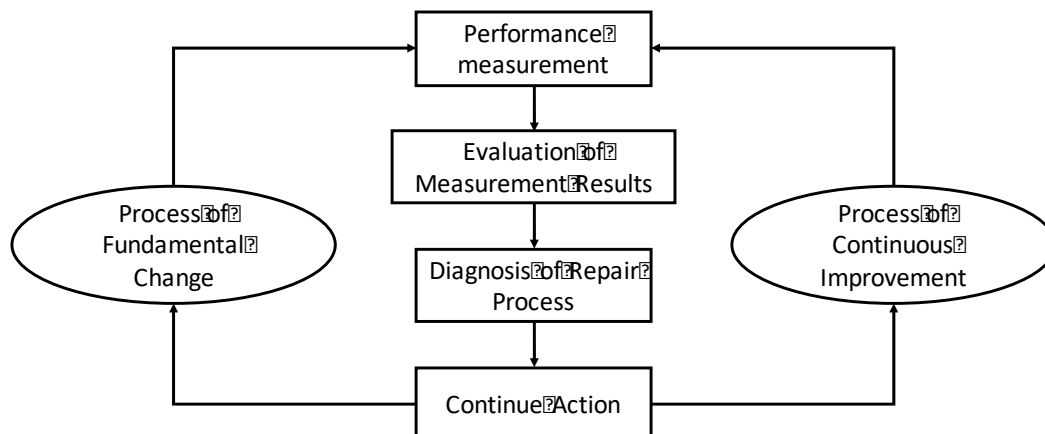 Performance⍰
measurement
Evaluation⍰of⍰
Measurement⍰Results
Process⍰of⍰
Fundamental⍰
Change
Process⍰of⍰
Continuous⍰
Improvement
Diagnosis⍰of⍰Repair⍰
Process
Continue⍰Action